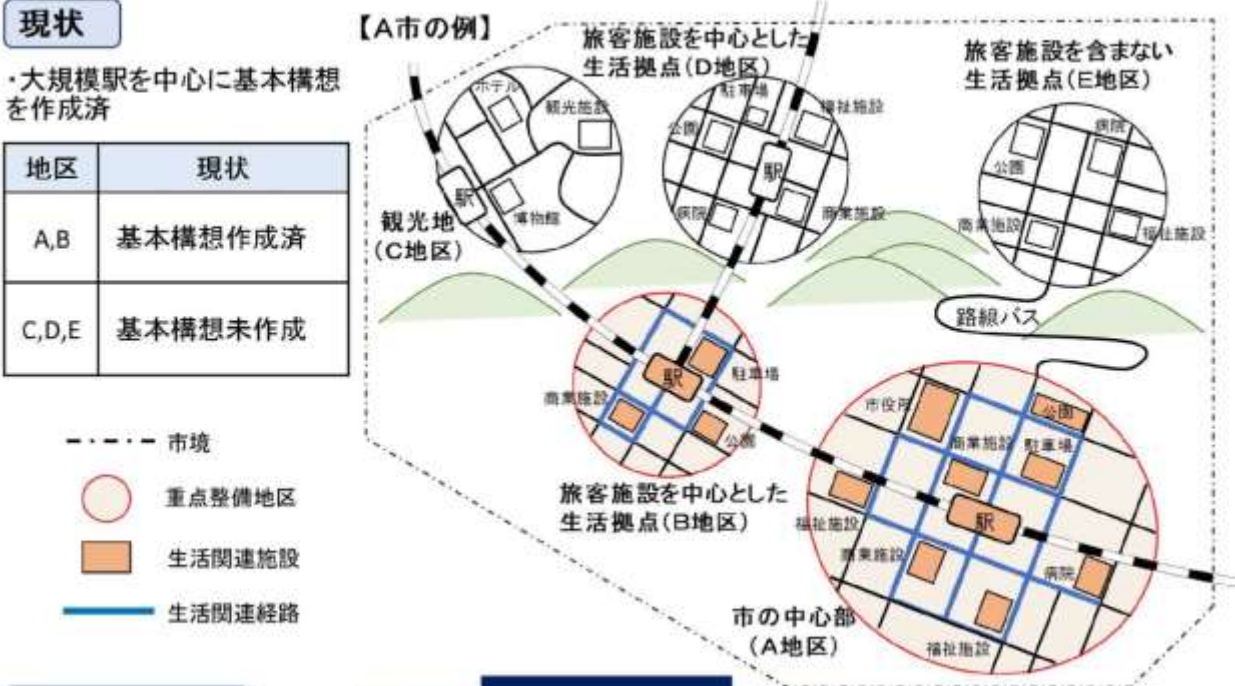 現状
・大規模駅を中心に基本構想
を作成済
地区
現状
A,B
基本構想作成済
C,D,E
基本構想未作成
市境
重点整備地区
生活関連施設
生活関連経路
【A市の例】
旅客施設を中心とした
生活拠点(D地区)
旅客施設を含まない
生活拠点(E地区)
ホテル
観光施設
駅
博物館
観光地
(C地区)
駐車場
福祉施設
公園
駅
病院
商業施設
病院
公園
商業施設
福祉施設
路線バス
駅
駐車場
商業施設
公園
旅客施設を中心とした
生活拠点(B地区)
市役所
公園
商業施設
駐車場
福祉施設
駅
商業施設
病院
福祉施設
市の中心部
(A地区)